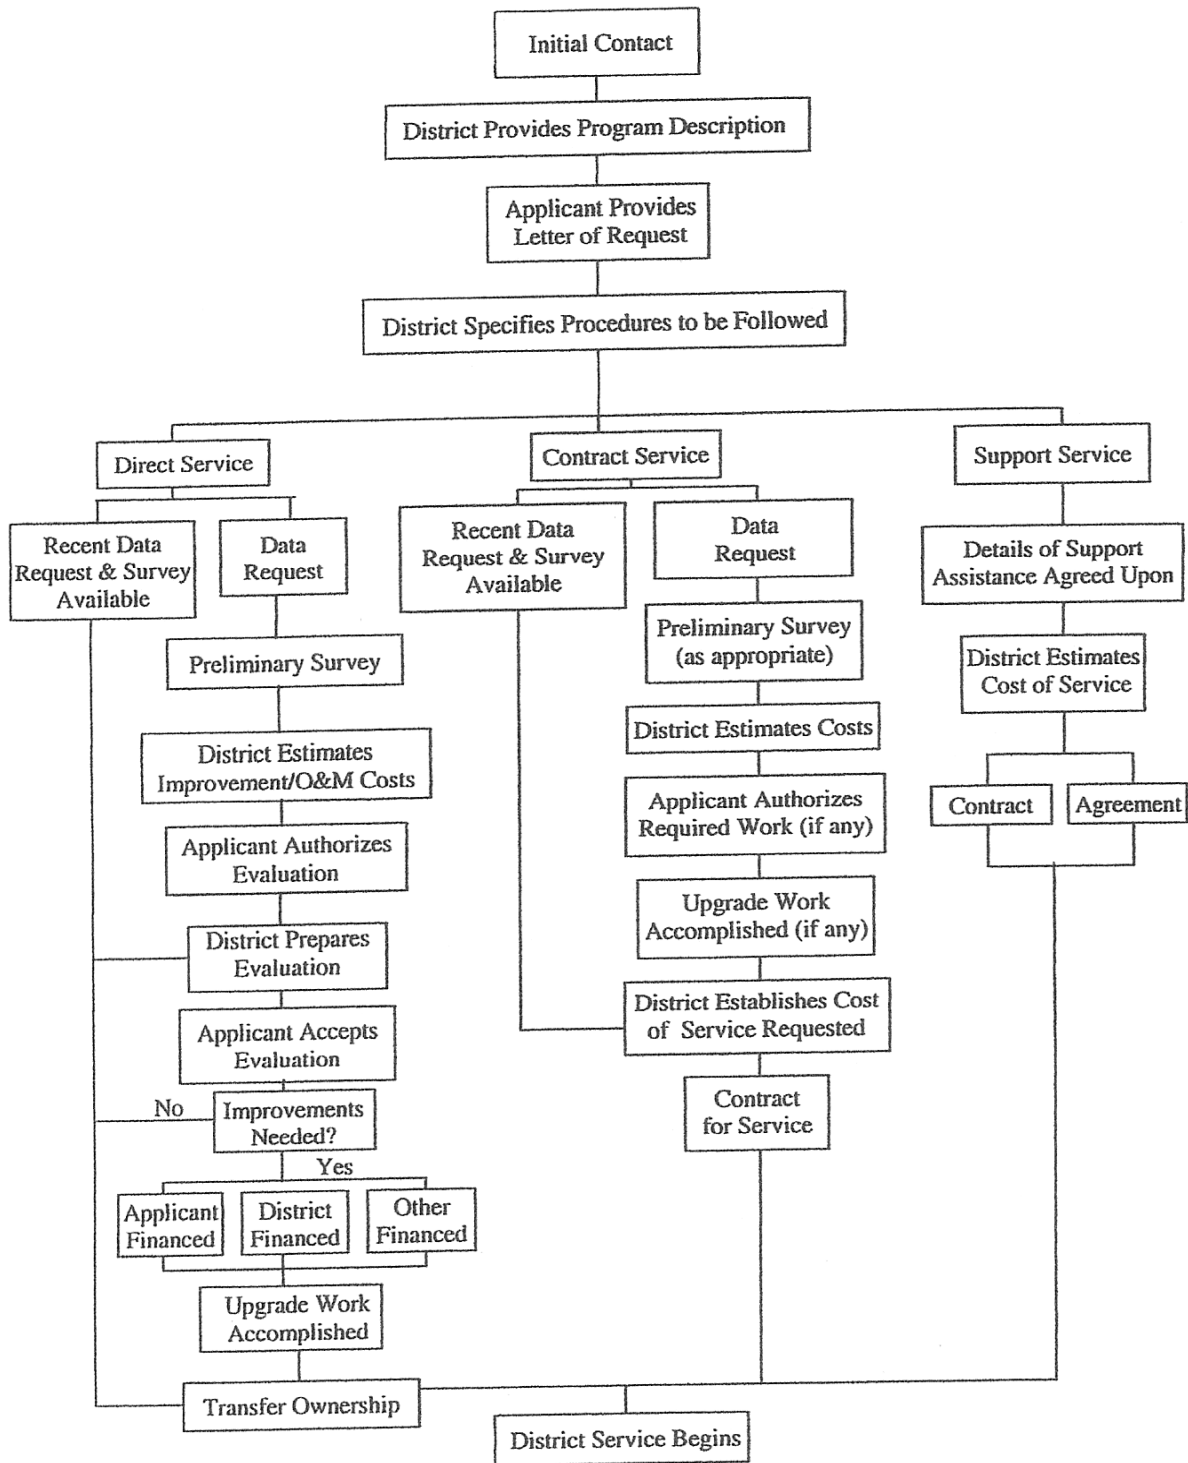 Initial Contact
District Provides Program Description
Applicant Provides
Letter of Request
District Specifies Procedures to be Followed
Direct Service
Recent Data
Request & Survey
Available
Data
Request
Preliminary Survey
District Estimates
Improvement/O&M Costs
Applicant Authorizes
Evaluation
District Prepares
Evaluation
Applicant Accepts
Evaluation
No
Improvements
Needed?
Yes
Applicant
Financed
District
Financed
Other
Financed
Upgrade Work
Accomplished
Transfer Ownership
Contract Service
Recent Data
Request & Survey
Available
Data
Request
Preliminary Survey
(as appropriate)
District Estimates Costs
Applicant Authorizes
Required Work (if any)
Upgrade Work
Accomplished (if any)
District Establishes Cost
of Service Requested
Contract
for Service
Support Service
Details of Support
Assistance Agreed Upon
District Estimates
Cost of Service
Contract
Agreement
District Service Begins